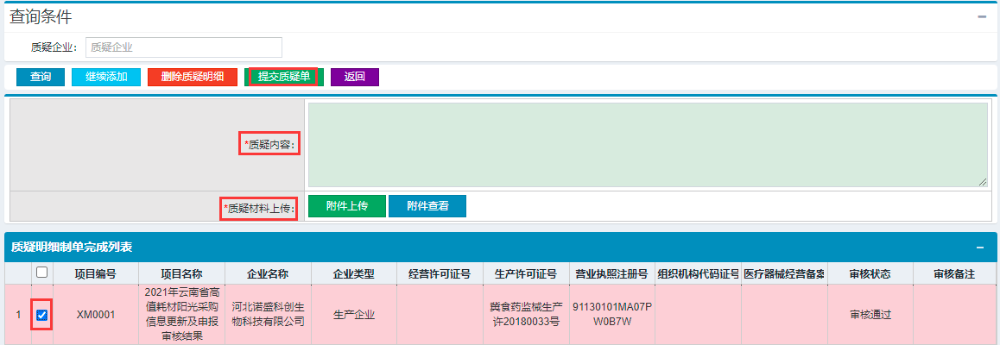 查询条件
质疑企业： 质疑企业
查询 继续添加 删除质疑明细 提交质疑单 返回
*质疑内容：
*质疑材料上传： 附件上传 附件查看
质疑明细制单完成列表
项目编号 项目名称 企业名称 企业类型 经营许可证号 生产许可证号 营业执照注册号 组织机构代码证号 医疗器械经营备案 审核状态 审核备注
1 XM0001 2021年云南省高值耗材阳光采购信息更新及申报审核结果 河北诺盛科创生物科技有限公司 生产企业 冀食药监械生产许20180033号 91130101MA07PW0B7W 审核通过